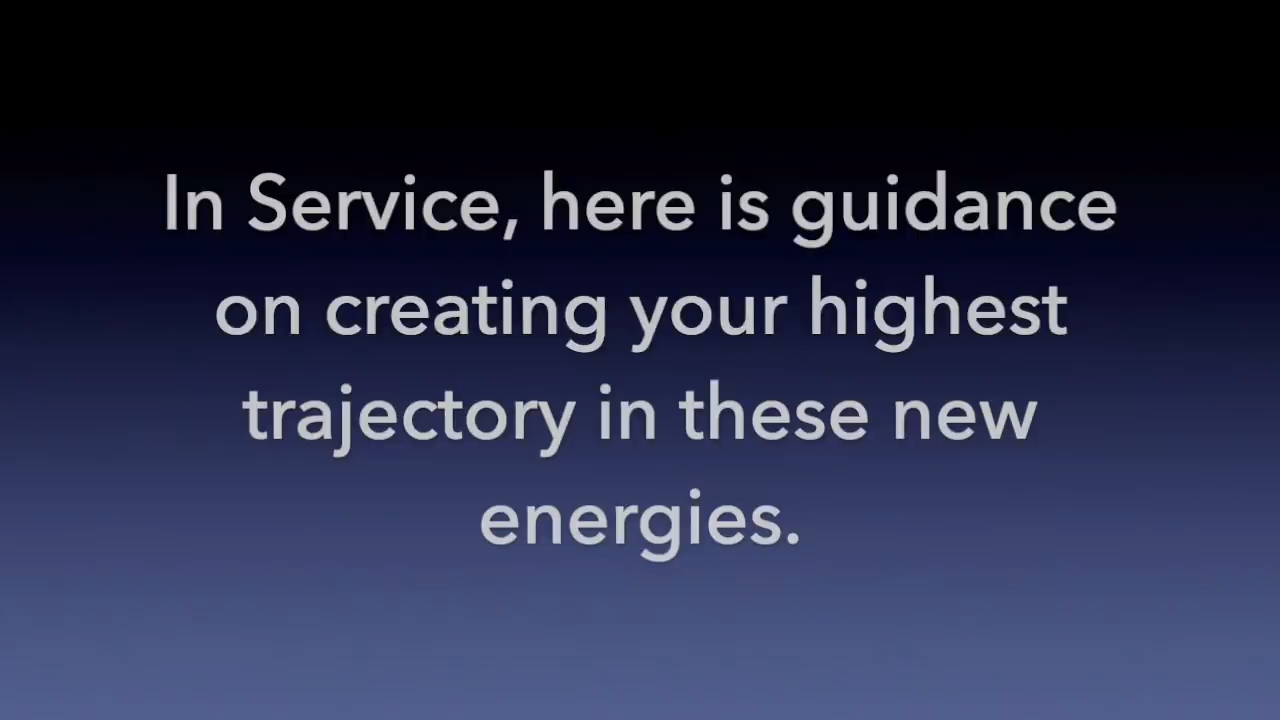 In Service, here is guidance
on creating your highest
trajectory in these new
energies.